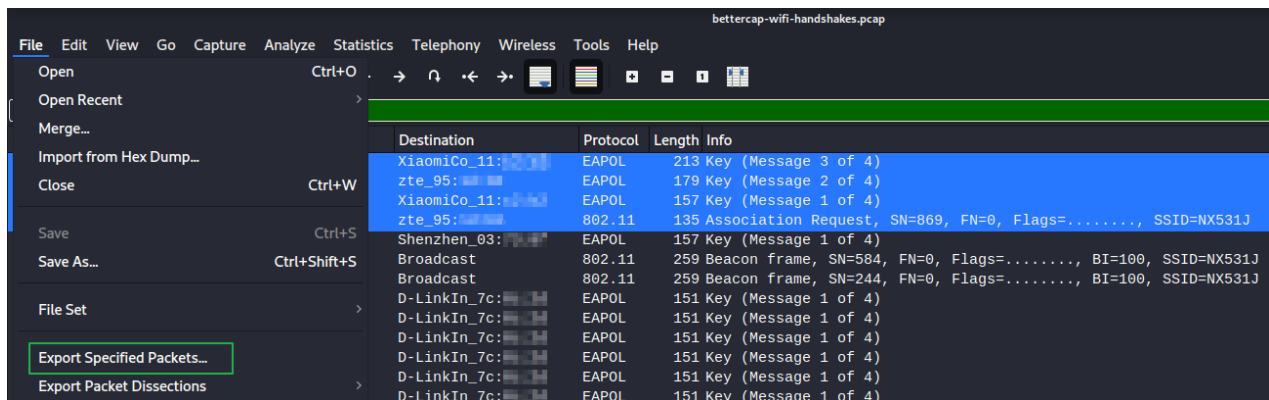 bettercap-wifi-handshakes.pcap
File Edit View Go Capture Analyze Statistics Telephony Wireless Tools Help
Open Ctrl+O
Open Recent
Merge...
Import from Hex Dump...
Close Ctrl+W
Save Ctrl+S
Save As... Ctrl+Shift+S
File Set
Export Specified Packets...
Export Packet Dissections
Destination Protocol Length Info
XiaomiCo_11: EAPOL 213 Key (Message 3 of 4)
zte_95: EAPOL 179 Key (Message 2 of 4)
XiaomiCo_11: EAPOL 157 Key (Message 1 of 4)
zte_95: 802.11 135 Association Request, SN=869, FN=0, Flags=........, SSID=NX531J
Shenzhen_03: EAPOL 157 Key (Message 1 of 4)
Broadcast 802.11 259 Beacon frame, SN=584, FN=0, Flags=........, BI=100, SSID=NX531J
Broadcast 802.11 259 Beacon frame, SN=244, FN=0, Flags=........, BI=100, SSID=NX531J
D-LinkIn_7c: EAPOL 151 Key (Message 1 of 4)
D-LinkIn_7c: EAPOL 151 Key (Message 1 of 4)
D-LinkIn_7c: EAPOL 151 Key (Message 1 of 4)
D-LinkIn_7c: EAPOL 151 Key (Message 1 of 4)
D-LinkIn_7c: EAPOL 151 Key (Message 1 of 4)
D-LinkIn_7c: EAPOL 151 Key (Message 1 of 4)